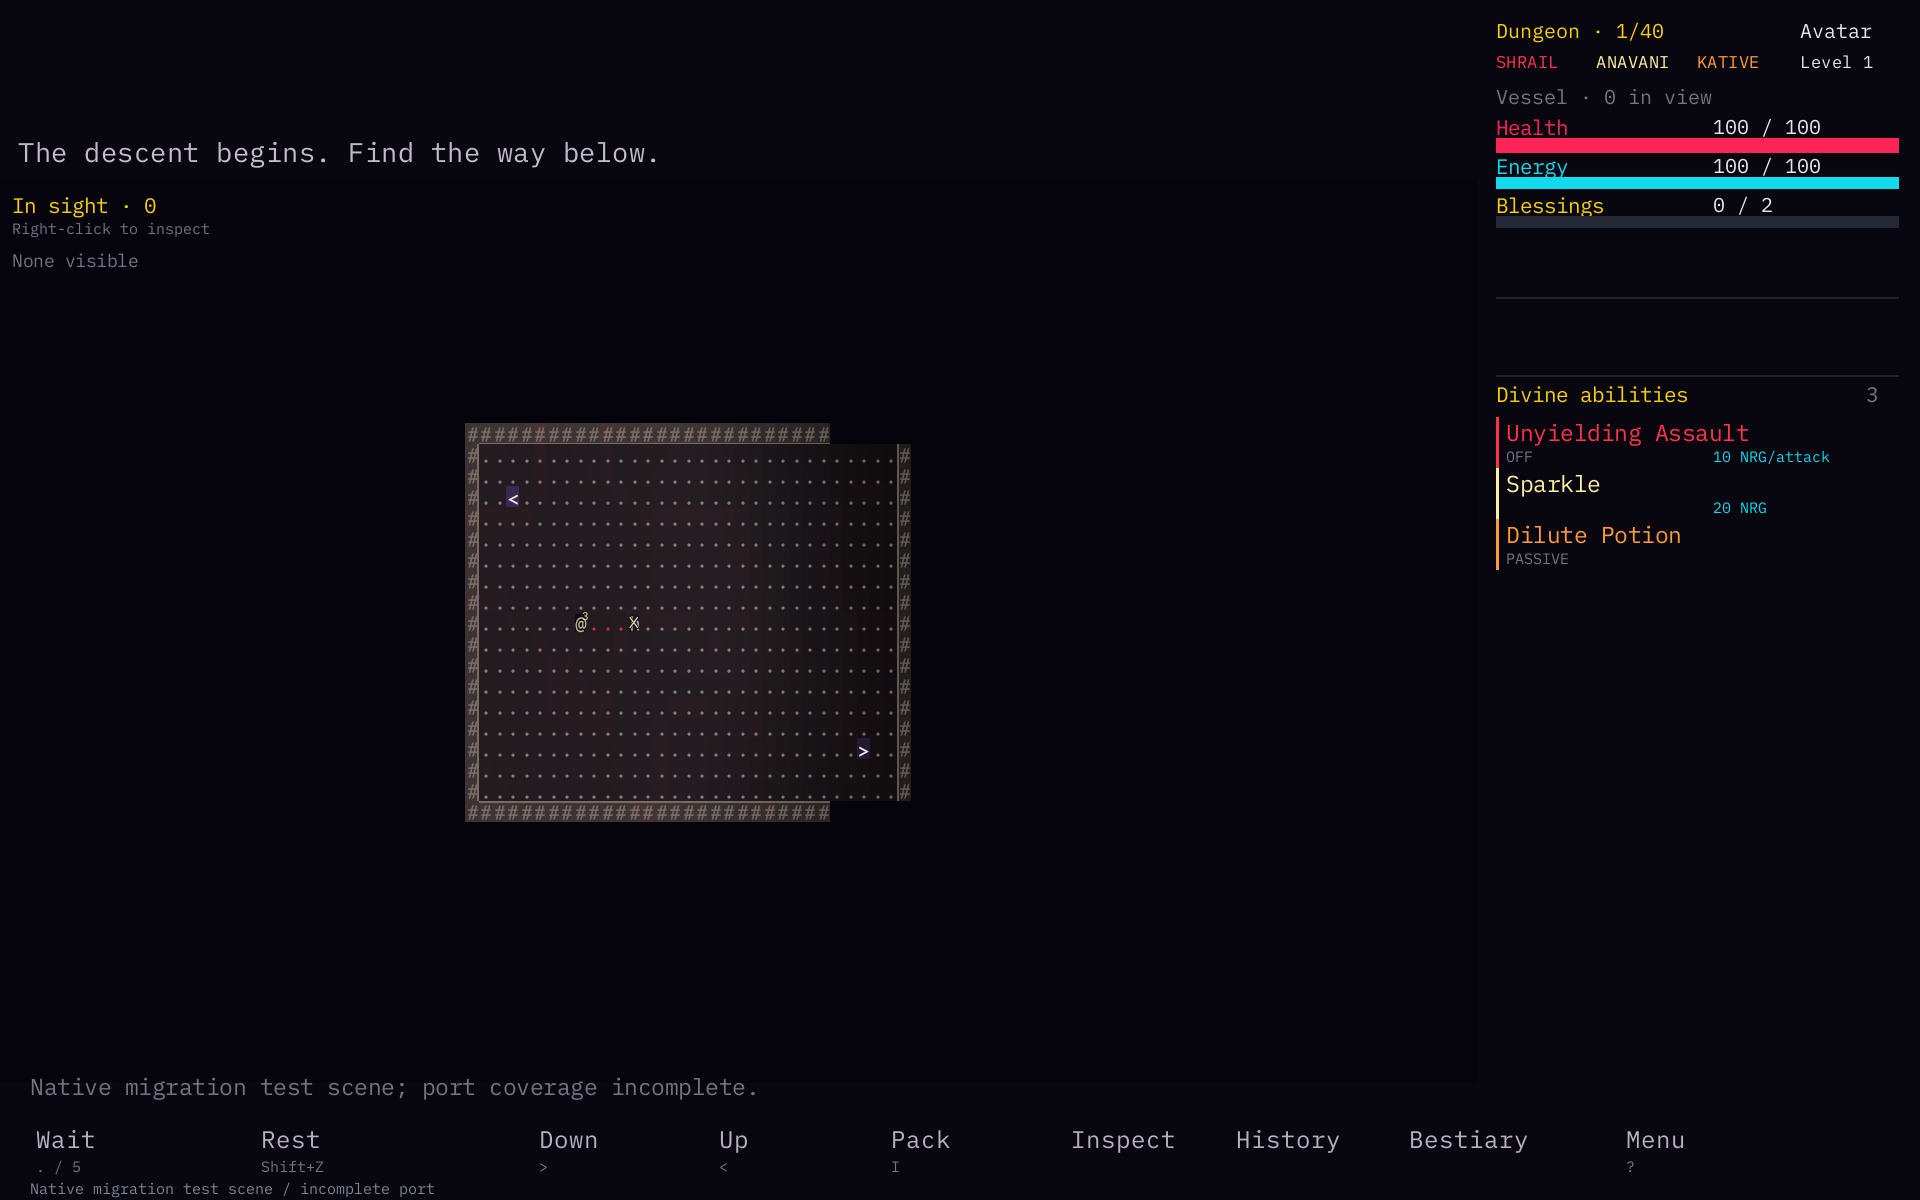 Dungeon · 1/40 Avatar
SHRAIL ANAVANI KATIVE Level 1
Vessel · 0 in view
Health 100 / 100
Energy 100 / 100
Blessings 0 / 2
The descent begins. Find the way below.
In sight · 0
Right-click to inspect
None visible
Divine abilities 3
Unyielding Assault
OFF 10 NRG/attack
Sparkle
20 NRG
Dilute Potion
PASSIVE
Native migration test scene; port coverage incomplete.
Wait Rest Down Up Pack Inspect History Bestiary Menu
. / 5 Shift+Z > < I ?
Native migration test scene / incomplete port